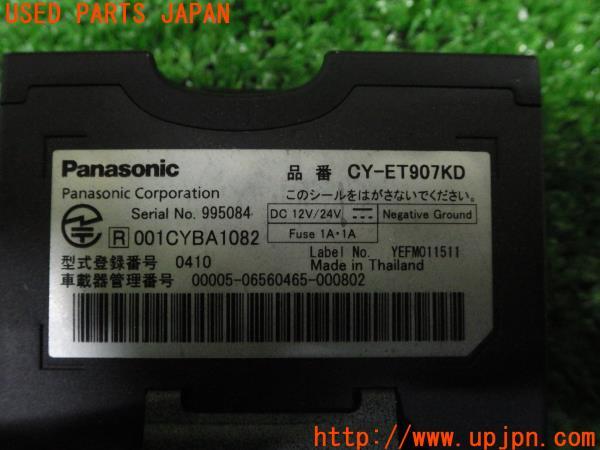 USED PARTS JAPAN
Panasonic
品番 CY-ET907KD
Panasonic Corporation
このシールをはがさないでください。
Serial No. 995084
DC 12V/24V
Negative Ground
R 001CYBA1082
Fuse 1A・1A
Label No. YEFM011511
型式登録番号 0410
Made in Thailand
車載器管理番号 00005-06560465-000802
http://www.upjpn.com